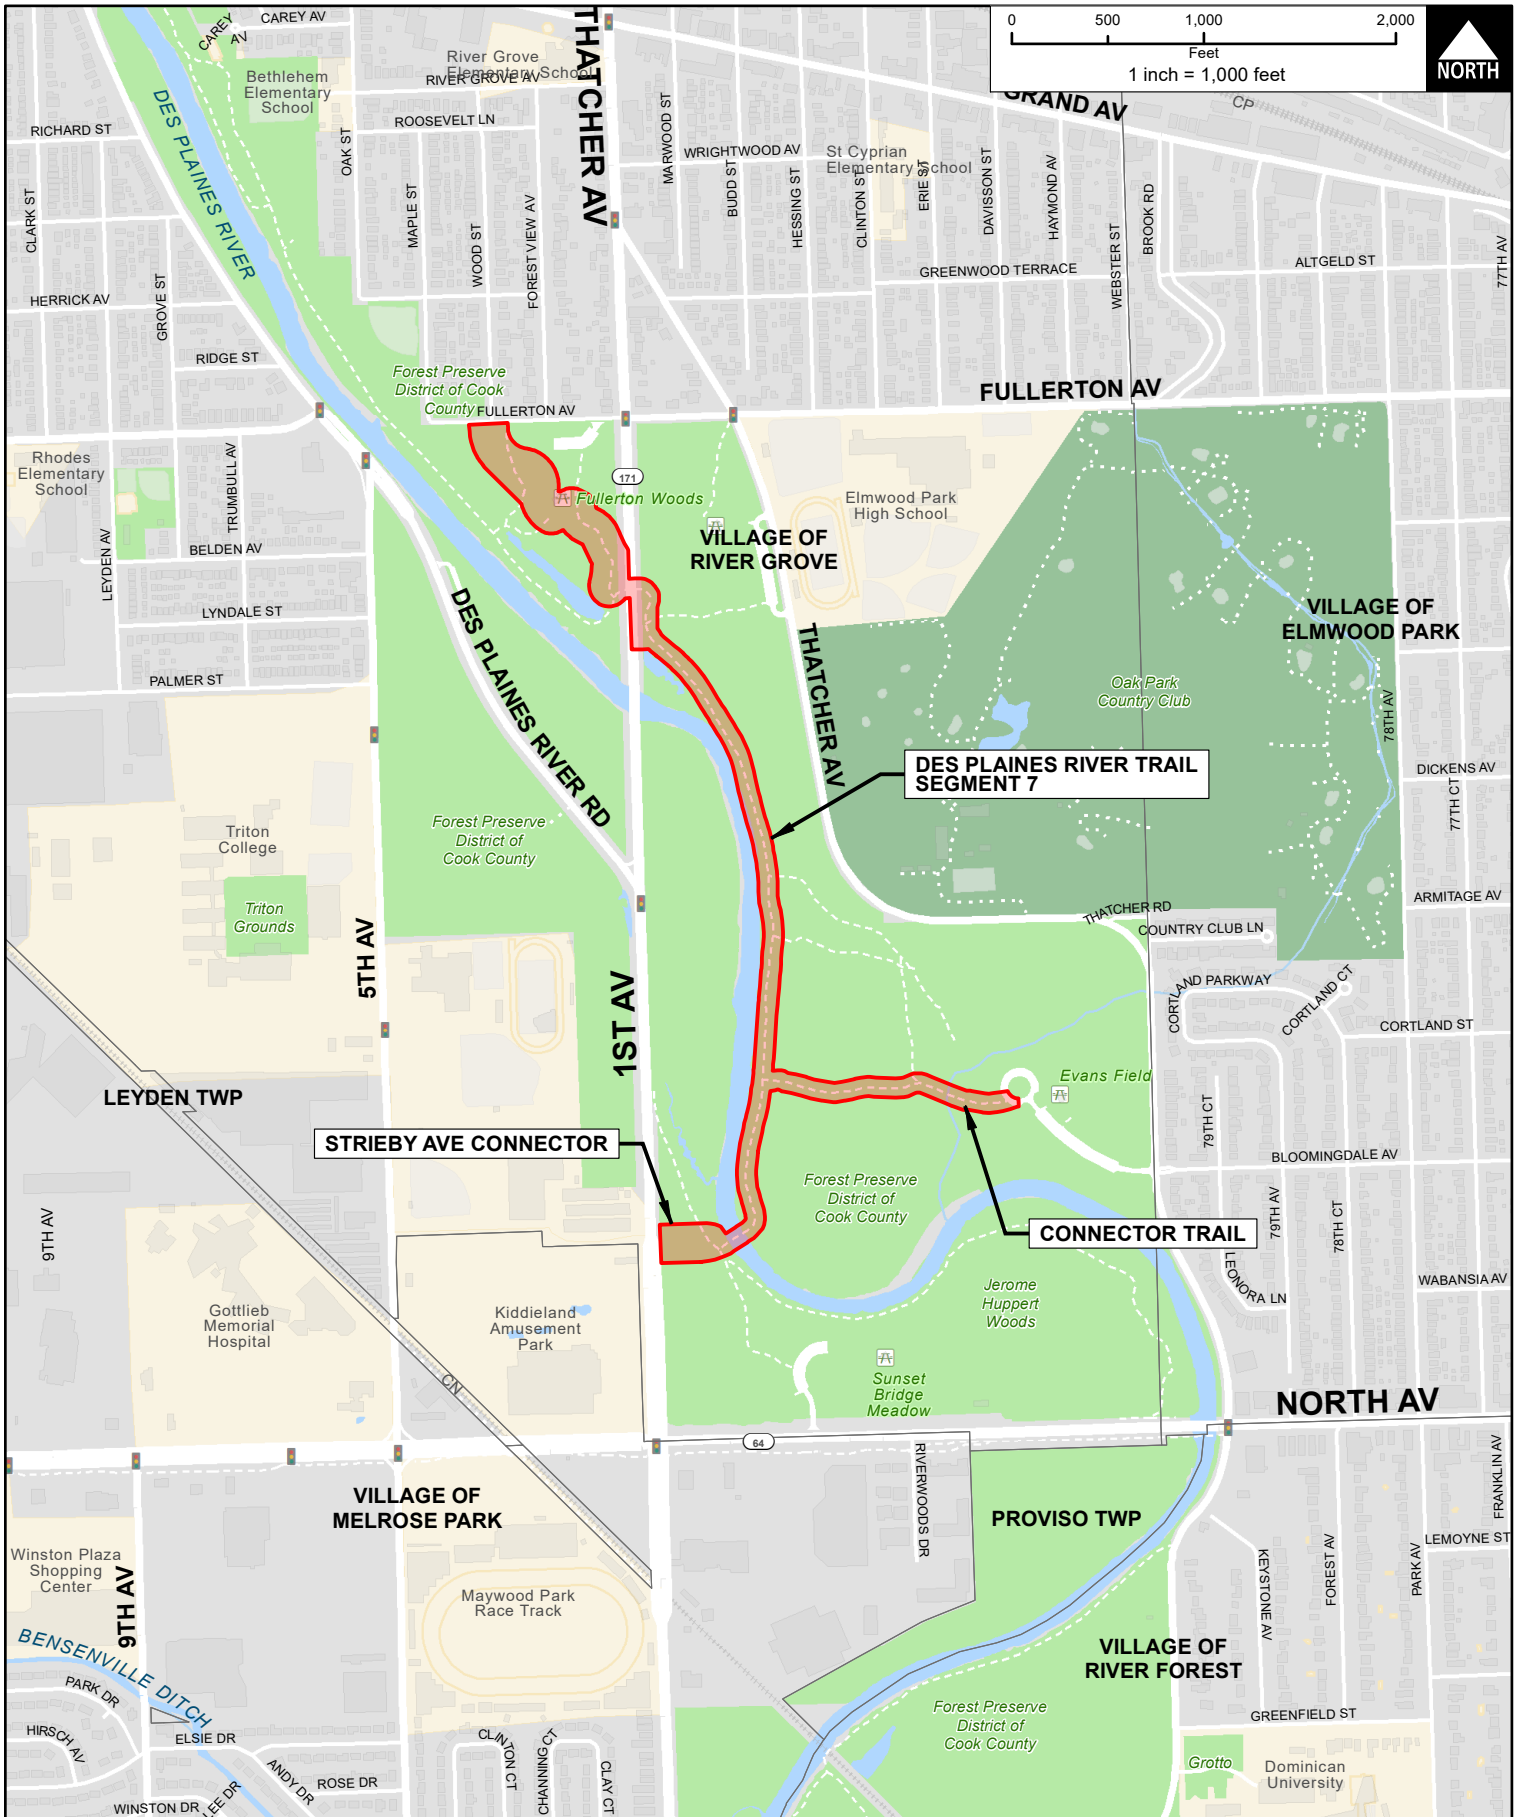 0
500
1,000
2,000
Feet
1 inch = 1,000 feet
NORTH
CAREY
AV
CAREY AV
Bethlehem
Elementary
School
River Grove
Elementary School
RIVER GROVE AV
THATCHER AV
GRAND AV
CP
RICHARD ST
DES PLAINES RIVER
OAK ST
ROOSEVELT LN
MARWOOD ST
WRIGHTWOOD AV
St Cyprian
Elementary School
CLARK ST
MAPLE ST
WOOD ST
FOREST VIEW AV
BUDD ST
HESSING ST
CLINTON ST
ERIE ST
DAVISSON ST
HAYMOND AV
WEBSTER ST
BROOK RD
GREENWOOD TERRACE
ALTGELD ST
77TH AV
HERRICK AV
GROVE ST
RIDGE ST
Forest Preserve
District of Cook
County
FULLERTON AV
FULLERTON AV
Rhodes
Elementary
School
TRUMBULL AV
LEYDEN AV
BELDEN AV
LYNDALE ST
PALMER ST
171
Fullerton Woods
VILLAGE OF
RIVER GROVE
Elmwood Park
High School
VILLAGE OF
ELMWOOD PARK
DES PLAINES RIVER RD
THATCHER AV
Oak Park
Country Club
78TH AV
DES PLAINES RIVER TRAIL
SEGMENT 7
DICKENS AV
77TH CT
Triton
College
Forest Preserve
District of
Cook County
Triton
Grounds
5TH AV
1ST AV
THATCHER RD
COUNTRY CLUB LN
ARMITAGE AV
CORTLAND PARKWAY
CORTLAND CT
CORTLAND ST
LEYDEN TWP
Evans Field
79TH CT
STRIEBY AVE CONNECTOR
BLOOMINGDALE AV
Forest Preserve
District of
Cook County
CONNECTOR TRAIL
9TH AV
79TH AV
78TH CT
LEONORA LN
WABANSIA AV
Gottlieb
Memorial
Hospital
Kiddieland
Amusement
Park
Jerome
Huppert
Woods
CN
Sunset
Bridge
Meadow
NORTH AV
64
RIVERWOODS DR
FRANKLIN AV
VILLAGE OF
MELROSE PARK
PROVISO TWP
LEMOYNE ST
Winston Plaza
Shopping
Center
9TH AV
Maywood Park
Race Track
KEYSTONE AV
FOREST AV
PARK AV
BENSENVILLE DITCH
VILLAGE OF
RIVER FOREST
PARK DR
HIRSCH AV
ELSIE DR
Forest Preserve
District of
Cook County
GREENFIELD ST
ANDY DR
ROSE DR
CLINTON CT
CHANNING CT
CLAY CT
Grotto
Dominican
University
WINSTON DR
LEE DR